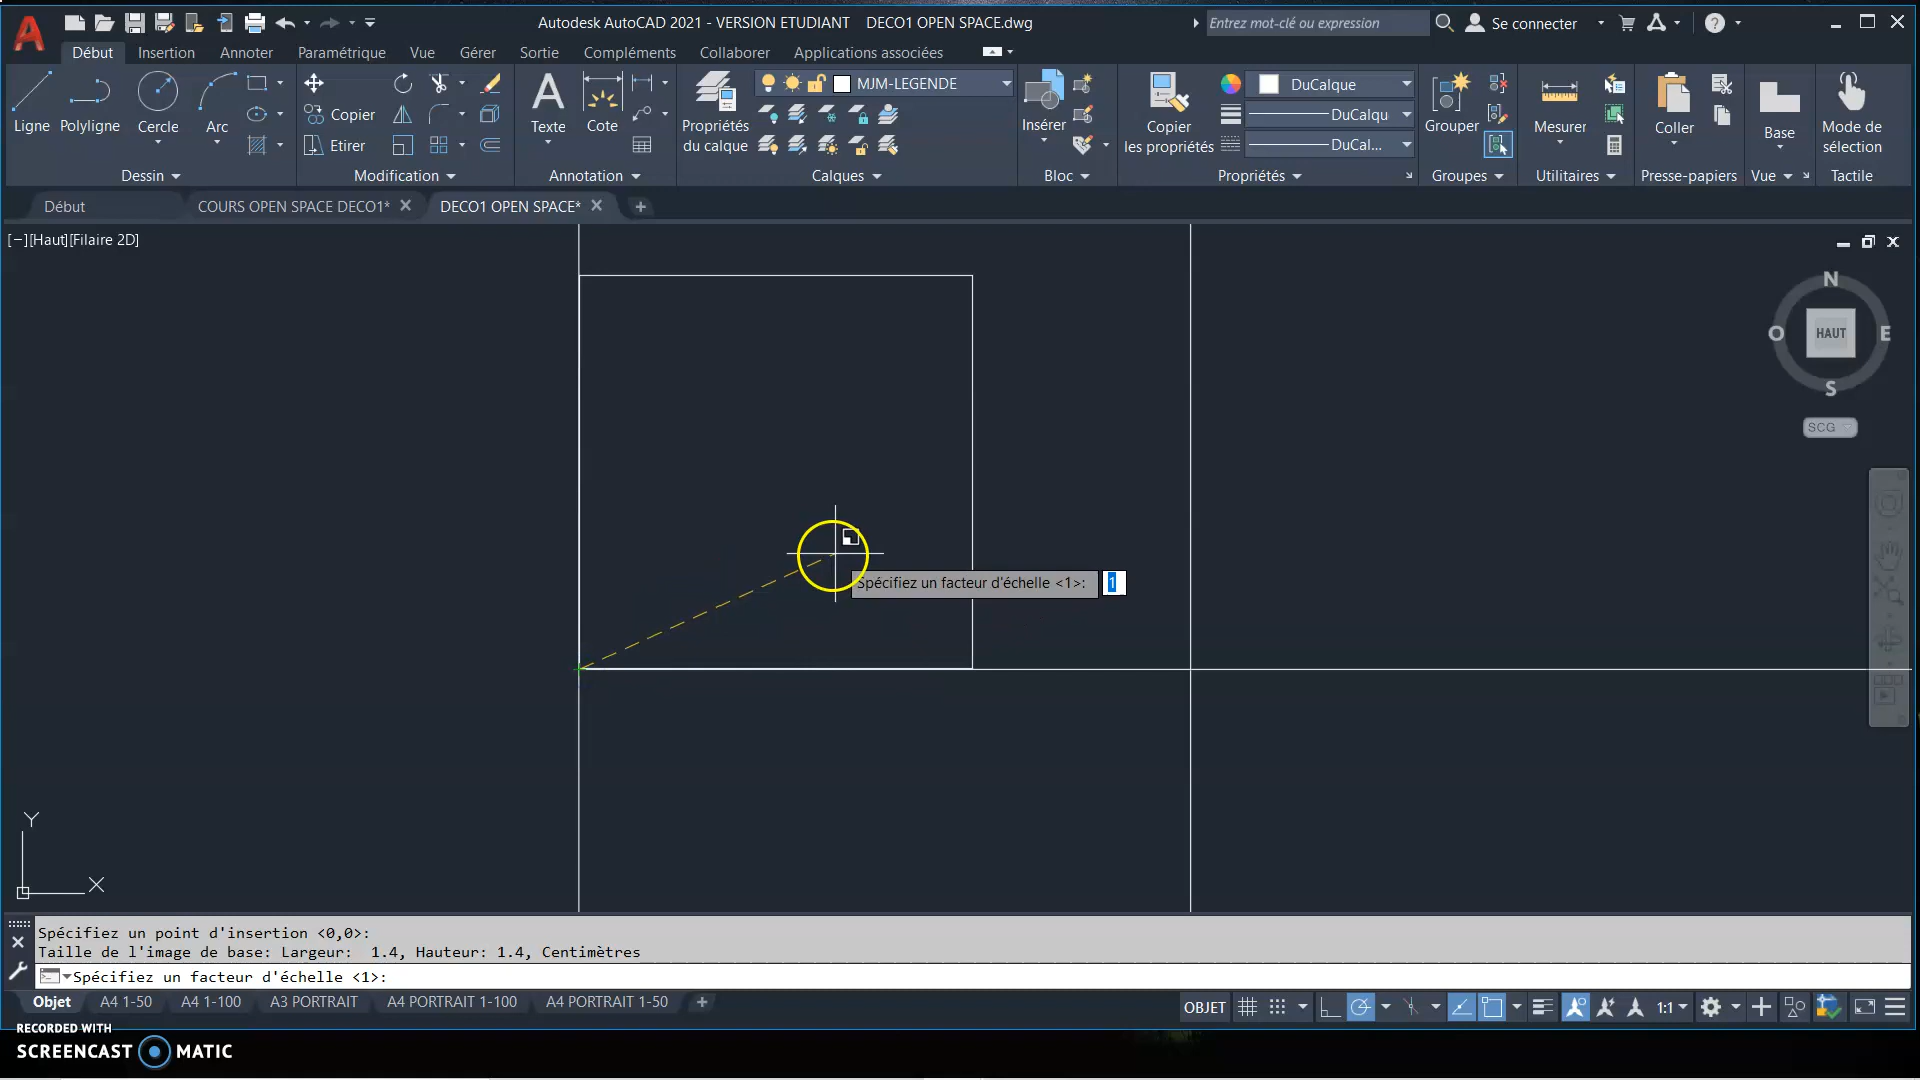 Autodesk AutoCAD 2021 - VERSION ETUDIANT DECO1 OPEN SPACE.dwg
Entrez mot-clé ou expression
Se connecter
Début Insertion Annoter Paramétrique Vue Gérer Sortie Compléments Collaborer Applications associées
Ligne Polyligne Cercle Arc
Copier
Etirer
Texte Cote
Propriétés
du calque
MJM-LEGENDE
Insérer
Copier
les propriétés
DuCalque
DuCalqu
DuCal...
Grouper
Mesurer
Coller
Base
Mode de
sélection
Dessin Modification Annotation Calques Bloc Propriétés Groupes Utilitaires Presse-papiers Vue Tactile
Début COURS OPEN SPACE DECO1* DECO1 OPEN SPACE*
[−][Haut][Filaire 2D]
N
O HAUT E
S
SCG
Spécifiez un facteur d'échelle <1>: 1
Y
X
Spécifiez un point d'insertion <0,0>:
Taille de l'image de base: Largeur: 1.4, Hauteur: 1.4, Centimètres
Spécifiez un facteur d'échelle <1>:
Objet A4 1-50 A4 1-100 A3 PORTRAIT A4 PORTRAIT 1-100 A4 PORTRAIT 1-50
OBJET 1:1
RECORDED WITH
SCREENCAST MATIC